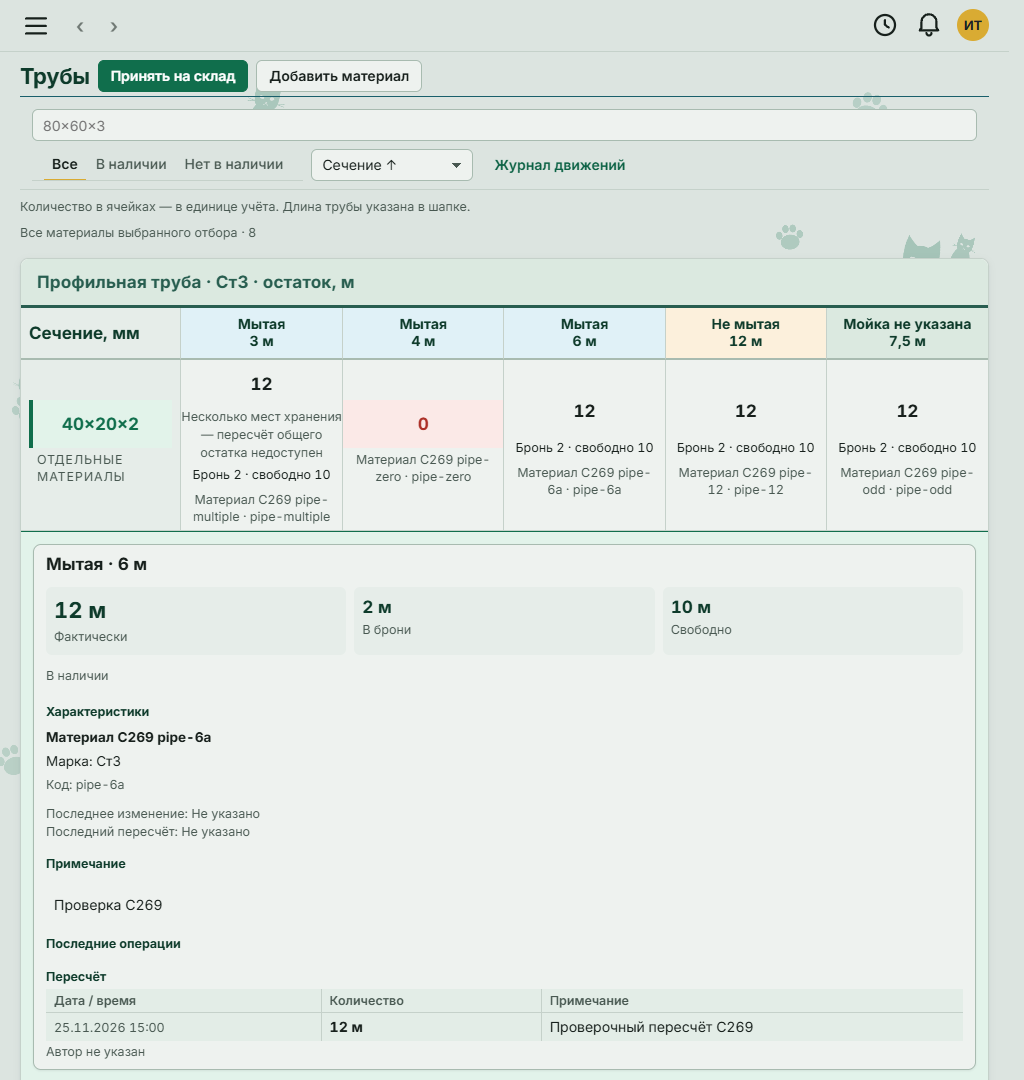 ИТ
Трубы
Принять на склад
Добавить материал
80×60×3
Все
В наличии
Нет в наличии
Сечение ↑
Журнал движений
Количество в ячейках — в единице учёта. Длина трубы указана в шапке.
Все материалы выбранного отбора · 8
Профильная труба · Ст3 · остаток, м
Сечение, мм
Мытая
3 м
Мытая
4 м
Мытая
6 м
Не мытая
12 м
Мойка не указана
7,5 м
40×20×2
ОТДЕЛЬНЫЕ
МАТЕРИАЛЫ
12
Несколько мест хранения
— пересчёт общего
остатка недоступен
Бронь 2 · свободно 10
Материал C269 pipe-
multiple · pipe-multiple
0
Материал C269 pipe-
zero · pipe-zero
12
Бронь 2 · свободно 10
Материал C269 pipe-
6a · pipe-6a
12
Бронь 2 · свободно 10
Материал C269 pipe-
12 · pipe-12
12
Бронь 2 · свободно 10
Материал C269 pipe-
odd · pipe-odd
Мытая · 6 м
12 м
Фактически
2 м
В брони
10 м
Свободно
В наличии
Характеристики
Материал C269 pipe-6a
Марка: Ст3
Код: pipe-6a
Последнее изменение: Не указано
Последний пересчёт: Не указано
Примечание
Проверка C269
Последние операции
Пересчёт
Дата / время
Количество
Примечание
25.11.2026 15:00
12 м
Проверочный пересчёт C269
Автор не указан